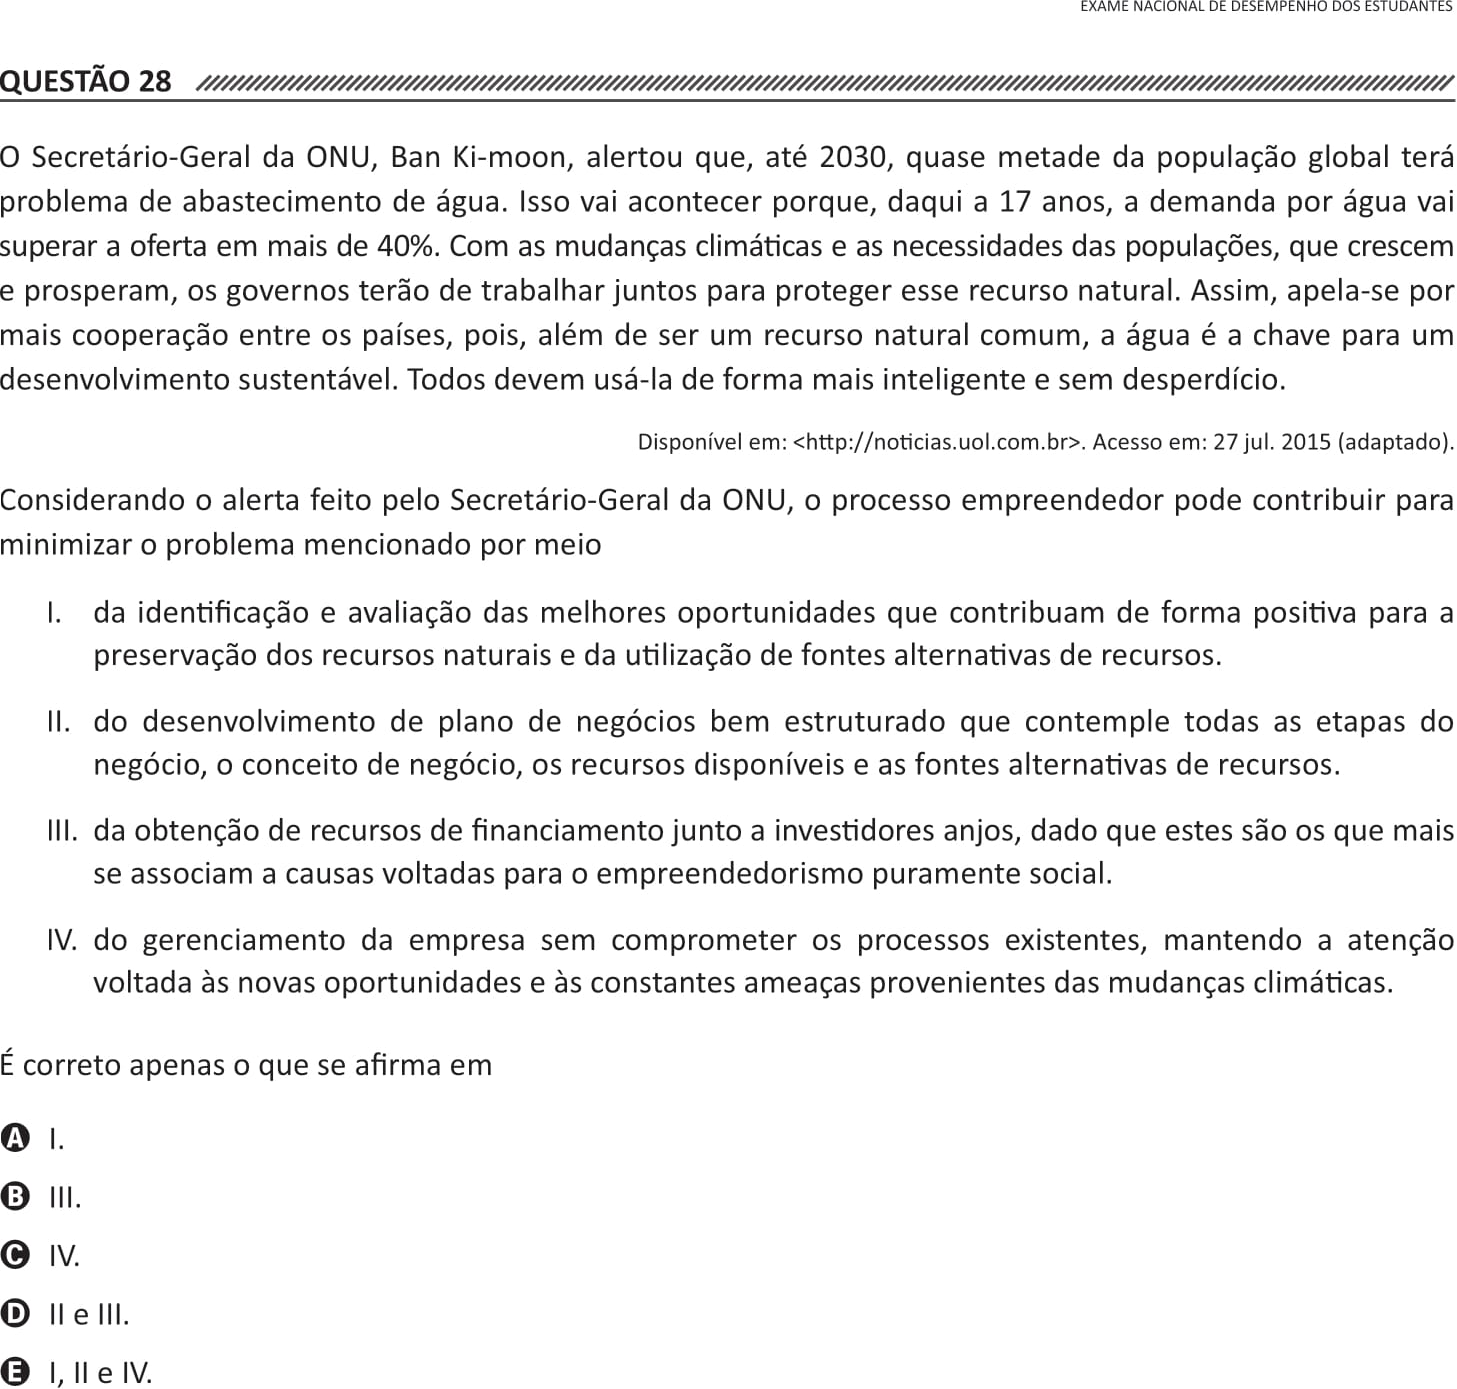 EXAME NACIONAL DE DESEMPENHO DOS ESTUDANTES
QUESTÃO 28
O Secretário-Geral da ONU, Ban Ki-moon, alertou que, até 2030, quase metade da população global terá
problema de abastecimento de água. Isso vai acontecer porque, daqui a 17 anos, a demanda por água vai
superar a oferta em mais de 40%. Com as mudanças climáticas e as necessidades das populações, que crescem
e prosperam, os governos terão de trabalhar juntos para proteger esse recurso natural. Assim, apela-se por
mais cooperação entre os países, pois, além de ser um recurso natural comum, a água é a chave para um
desenvolvimento sustentável. Todos devem usá-la de forma mais inteligente e sem desperdício.
Disponível em: <http://noticias.uol.com.br>. Acesso em: 27 jul. 2015 (adaptado).
Considerando o alerta feito pelo Secretário-Geral da ONU, o processo empreendedor pode contribuir para
minimizar o problema mencionado por meio
I. da identificação e avaliação das melhores oportunidades que contribuam de forma positiva para a
preservação dos recursos naturais e da utilização de fontes alternativas de recursos.
II. do desenvolvimento de plano de negócios bem estruturado que contemple todas as etapas do
negócio, o conceito de negócio, os recursos disponíveis e as fontes alternativas de recursos.
III. da obtenção de recursos de financiamento junto a investidores anjos, dado que estes são os que mais
se associam a causas voltadas para o empreendedorismo puramente social.
IV. do gerenciamento da empresa sem comprometer os processos existentes, mantendo a atenção
voltada às novas oportunidades e às constantes ameaças provenientes das mudanças climáticas.
É correto apenas o que se afirma em
A I.
B III.
C IV.
D II e III.
E I, II e IV.